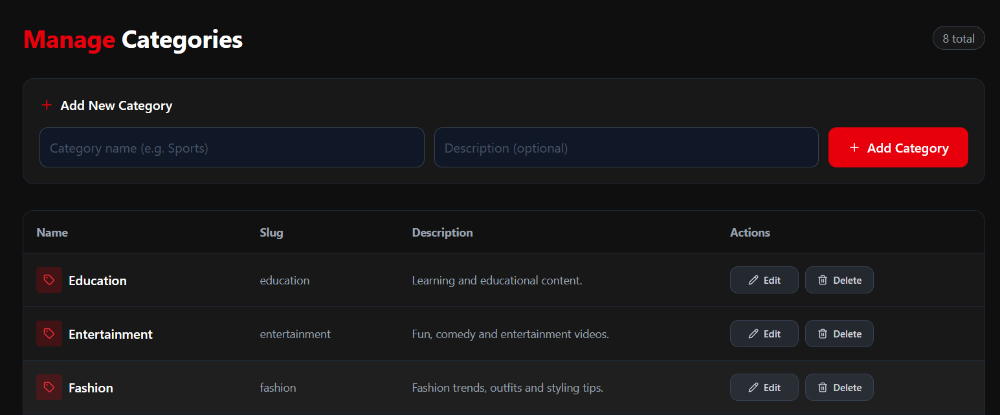 Manage Categories
8 total
Add New Category
Category name (e.g. Sports)
Description (optional)
+ Add Category
Name Slug Description Actions
Education education Learning and educational content. Edit Delete
Entertainment entertainment Fun, comedy and entertainment videos. Edit Delete
Fashion fashion Fashion trends, outfits and styling tips. Edit Delete